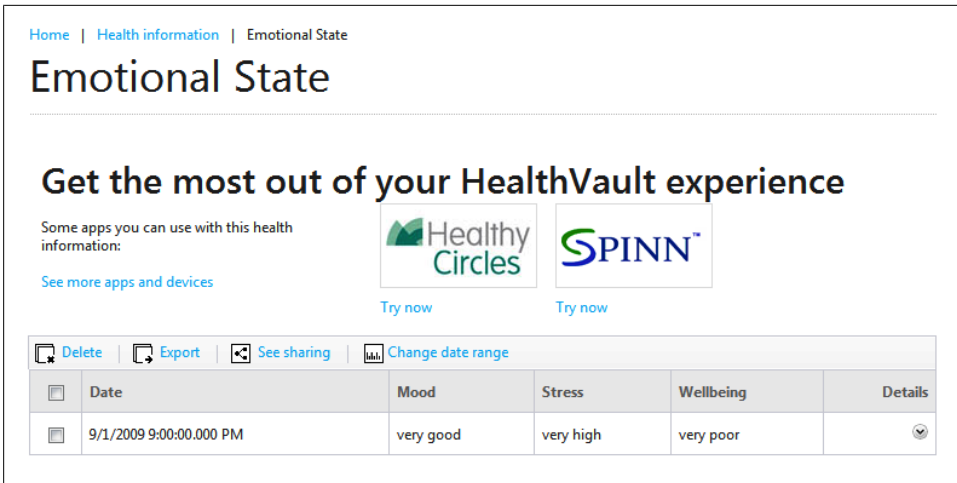 Home | Health information | Emotional State
Emotional State
Get the most out of your HealthVault experience
Some apps you can use with this health
information:
See more apps and devices
Healthy
Circles
SPINN™
Try now
Try now
Delete | Export | See sharing | Change date range
Date Mood Stress Wellbeing Details
9/1/2009 9:00:00.000 PM very good very high very poor